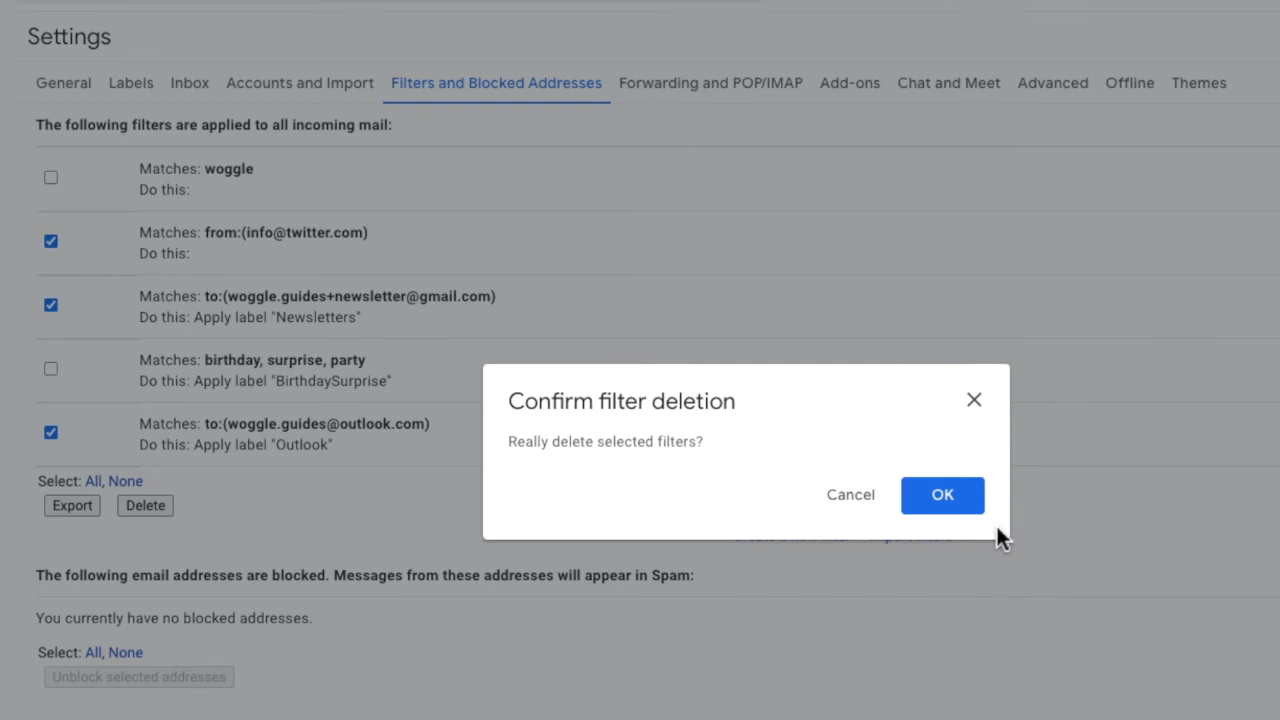 Settings
General Labels Inbox Accounts and Import Filters and Blocked Addresses Forwarding and POP/IMAP Add-ons Chat and Meet Advanced Offline Themes
The following filters are applied to all incoming mail:
Matches: woggle
Do this:
Matches: from:(info@twitter.com)
Do this:
Matches: to:(woggle.guides+newsletter@gmail.com)
Do this: Apply label "Newsletters"
Matches: birthday, surprise, party
Do this: Apply label "BirthdaySurprise"
Matches: to:(woggle.guides@outlook.com)
Do this: Apply label "Outlook"
Select: All, None
Export Delete
Confirm filter deletion
Really delete selected filters?
Cancel OK
The following email addresses are blocked. Messages from these addresses will appear in Spam:
You currently have no blocked addresses.
Select: All, None
Unblock selected addresses